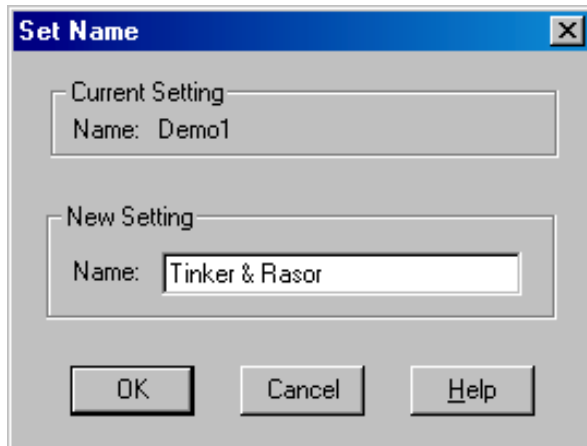 Set Name
Current Setting
Name: Demo1
New Setting
Name: Tinker & Rasor
OK Cancel Help